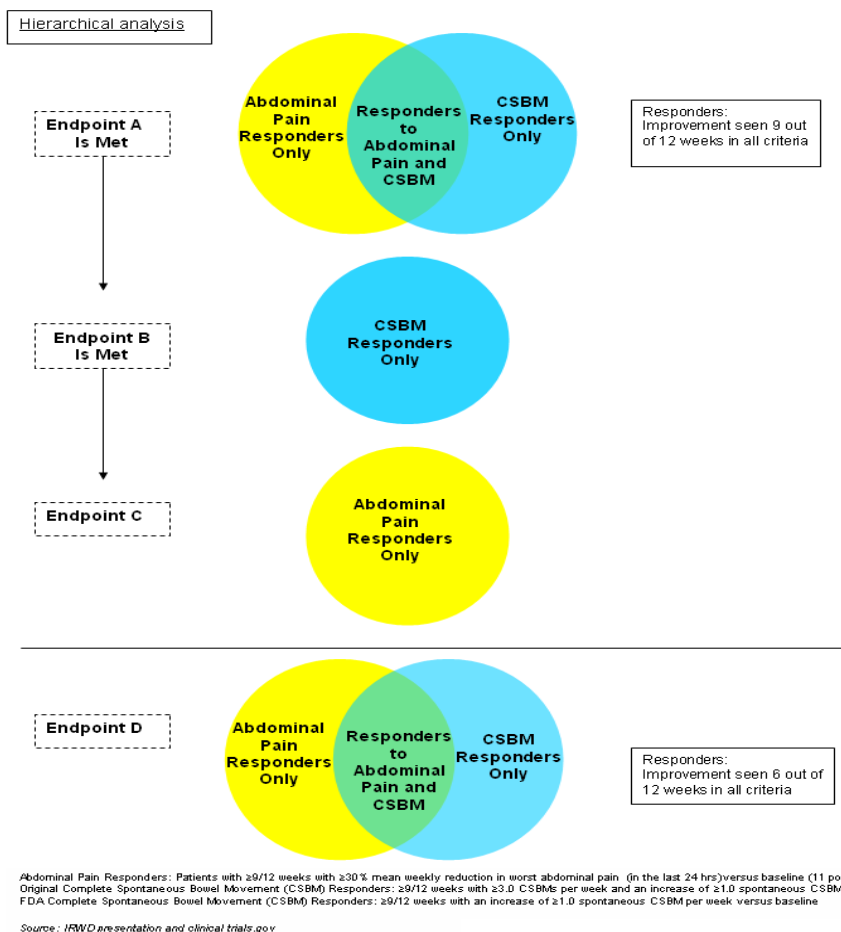 Hierarchical analysis
Endpoint A
Is Met
Abdominal
Pain
Responders
Only
Responders
to
Abdominal
Pain and
CSBM
CSBM
Responders
Only
Responders:
Improvement seen 9 out
of 12 weeks in all criteria
Endpoint B
Is Met
CSBM
Responders
Only
Endpoint C
Abdominal
Pain
Responders
Only
Endpoint D
Abdominal
Pain
Responders
Only
Responders
to
Abdominal
Pain and
CSBM
CSBM
Responders
Only
Responders:
Improvement seen 6 out of
12 weeks in all criteria
Abdominal Pain Responders: Patients with ≥9/12 weeks with ≥30% mean weekly reduction in worst abdominal pain (in the last 24 hrs)versus baseline (11 po
Original Complete Spontaneous Bowel Movement (CSBM) Responders: ≥9/12 weeks with ≥3.0 CSBMs per week and an increase of ≥1.0 spontaneous CSBM
FDA Complete Spontaneous Bowel Movement (CSBM) Responders: ≥9/12 weeks with an increase of ≥1.0 spontaneous CSBM per week versus baseline
Source: IRWD presentation and clinical trials.gov